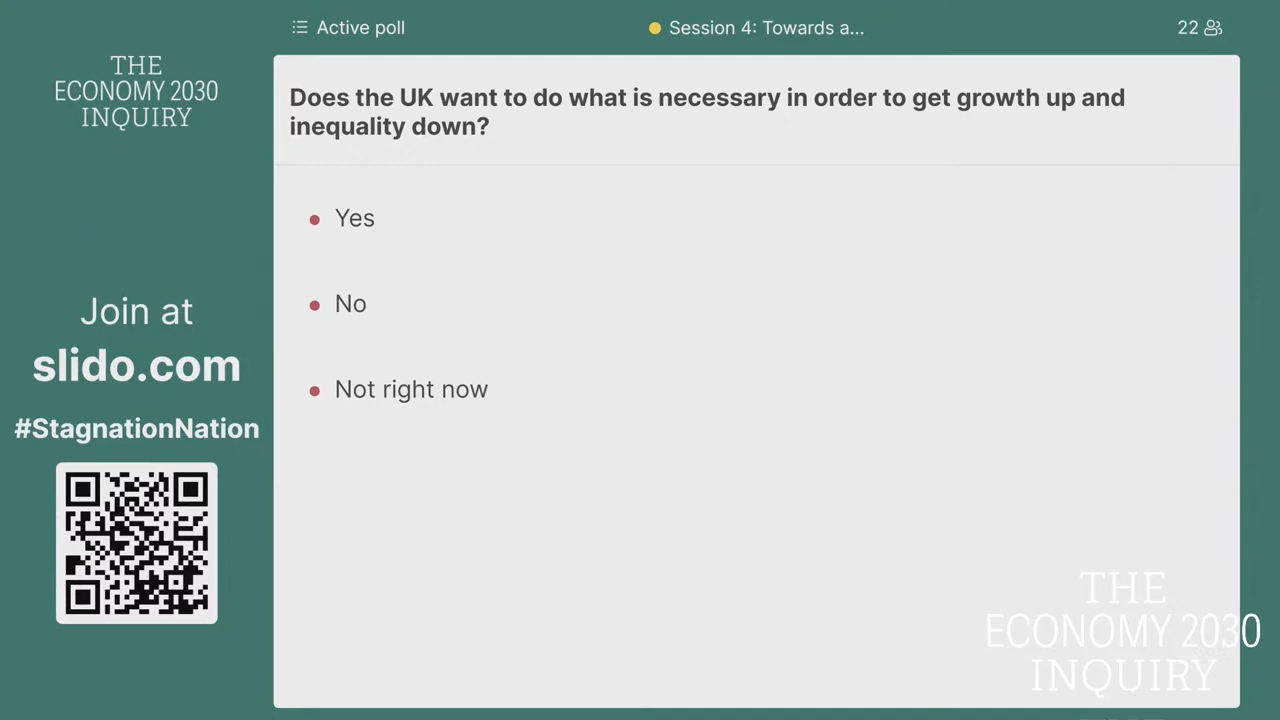 Active poll
Session 4: Towards a...
22
THE
ECONOMY 2030
INQUIRY
Does the UK want to do what is necessary in order to get growth up and
inequality down?
Yes
No
Not right now
Join at
slido.com
#StagnationNation
THE
ECONOMY 2030
INQUIRY